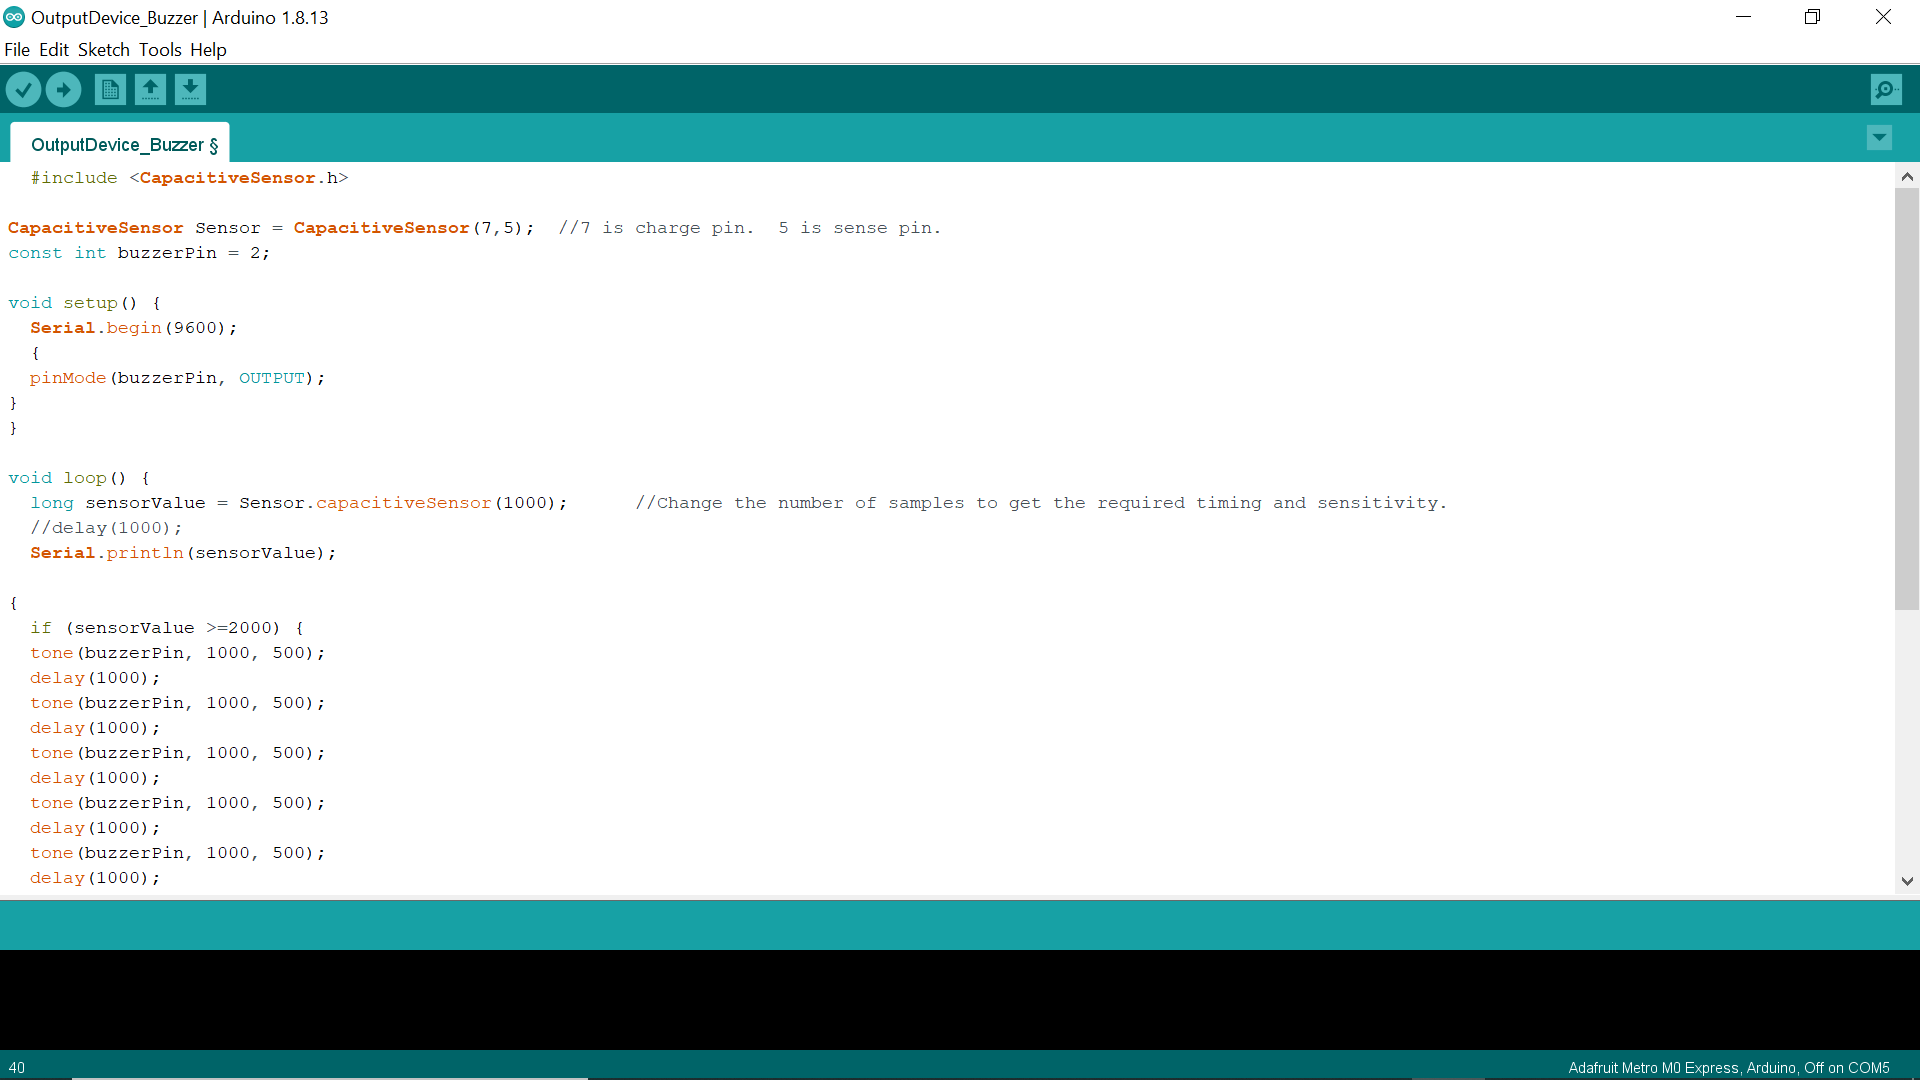 OutputDevice_Buzzer | Arduino 1.8.13
File Edit Sketch Tools Help
OutputDevice_Buzzer §
#include <CapacitiveSensor.h>
CapacitiveSensor Sensor = CapacitiveSensor(7,5);  //7 is charge pin.  5 is sense pin.
const int buzzerPin = 2;
void setup() {
Serial.begin(9600);
{
pinMode(buzzerPin, OUTPUT);
}
}
void loop() {
long sensorValue = Sensor.capacitiveSensor(1000);      //Change the number of samples to get the required timing and sensitivity.
//delay(1000);
Serial.println(sensorValue);
{
if (sensorValue >=2000) {
tone(buzzerPin, 1000, 500);
delay(1000);
tone(buzzerPin, 1000, 500);
delay(1000);
tone(buzzerPin, 1000, 500);
delay(1000);
tone(buzzerPin, 1000, 500);
delay(1000);
tone(buzzerPin, 1000, 500);
delay(1000);
40
Adafruit Metro M0 Express, Arduino, Off on COM5